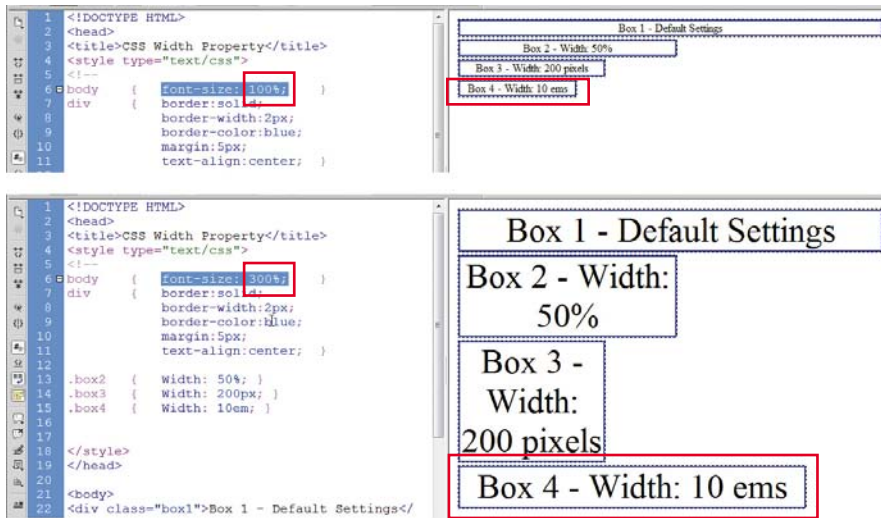 1 <!DOCTYPE HTML>
2 <head>
3 <title>CSS Width Property</title>
4 <style type="text/css">
5 <!--
6 body { font-size: 100%; }
7 div { border:solid;
8 border-width:2px;
9 border-color:blue;
10 margin:5px;
11 text-align:center; }
Box 1 - Default Settings
Box 2 - Width: 50%
Box 3 - Width: 200 pixels
Box 4 - Width: 10 ems
1 <!DOCTYPE HTML>
2 <head>
3 <title>CSS Width Property</title>
4 <style type="text/css">
5 <!--
6 body { font-size: 300%; }
7 div { border:solid;
8 border-width:2px;
9 border-color:blue;
10 margin:5px;
11 text-align:center; }
12
13 .box2 { Width: 50%; }
14 .box3 { Width: 200px; }
15 .box4 { Width: 10em; }
16
17
18 </style>
19 </head>
20
21 <body>
22 <div class="box1">Box 1 - Default Settings</
Box 1 - Default Settings
Box 2 - Width:
50%
Box 3 -
Width:
200 pixels
Box 4 - Width: 10 ems